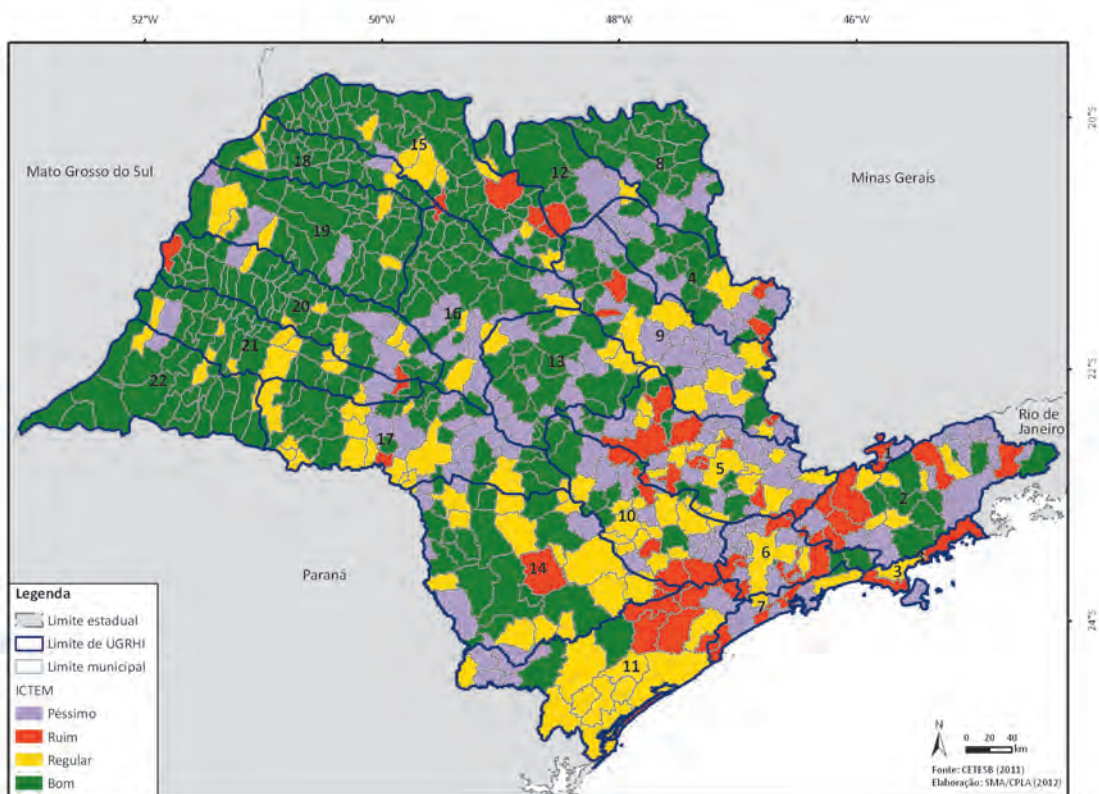 52°W 50°W 48°W 46°W
20°S
22°S
24°S
Mato Grosso do Sul
Minas Gerais
Rio de
Janeiro
Paraná
15
18
12
8
19
4
20
16
9
21
13
22
17
1
5
2
10
6
14
3
7
11
Legenda
Limite estadual
Limite de UGRHI
Limite municipal
ICTEM
Péssimo
Ruim
Regular
Bom
N
0 20 40
km
Fonte: CETESB (2011)
Elaboração: SMA/CPLA (2012)